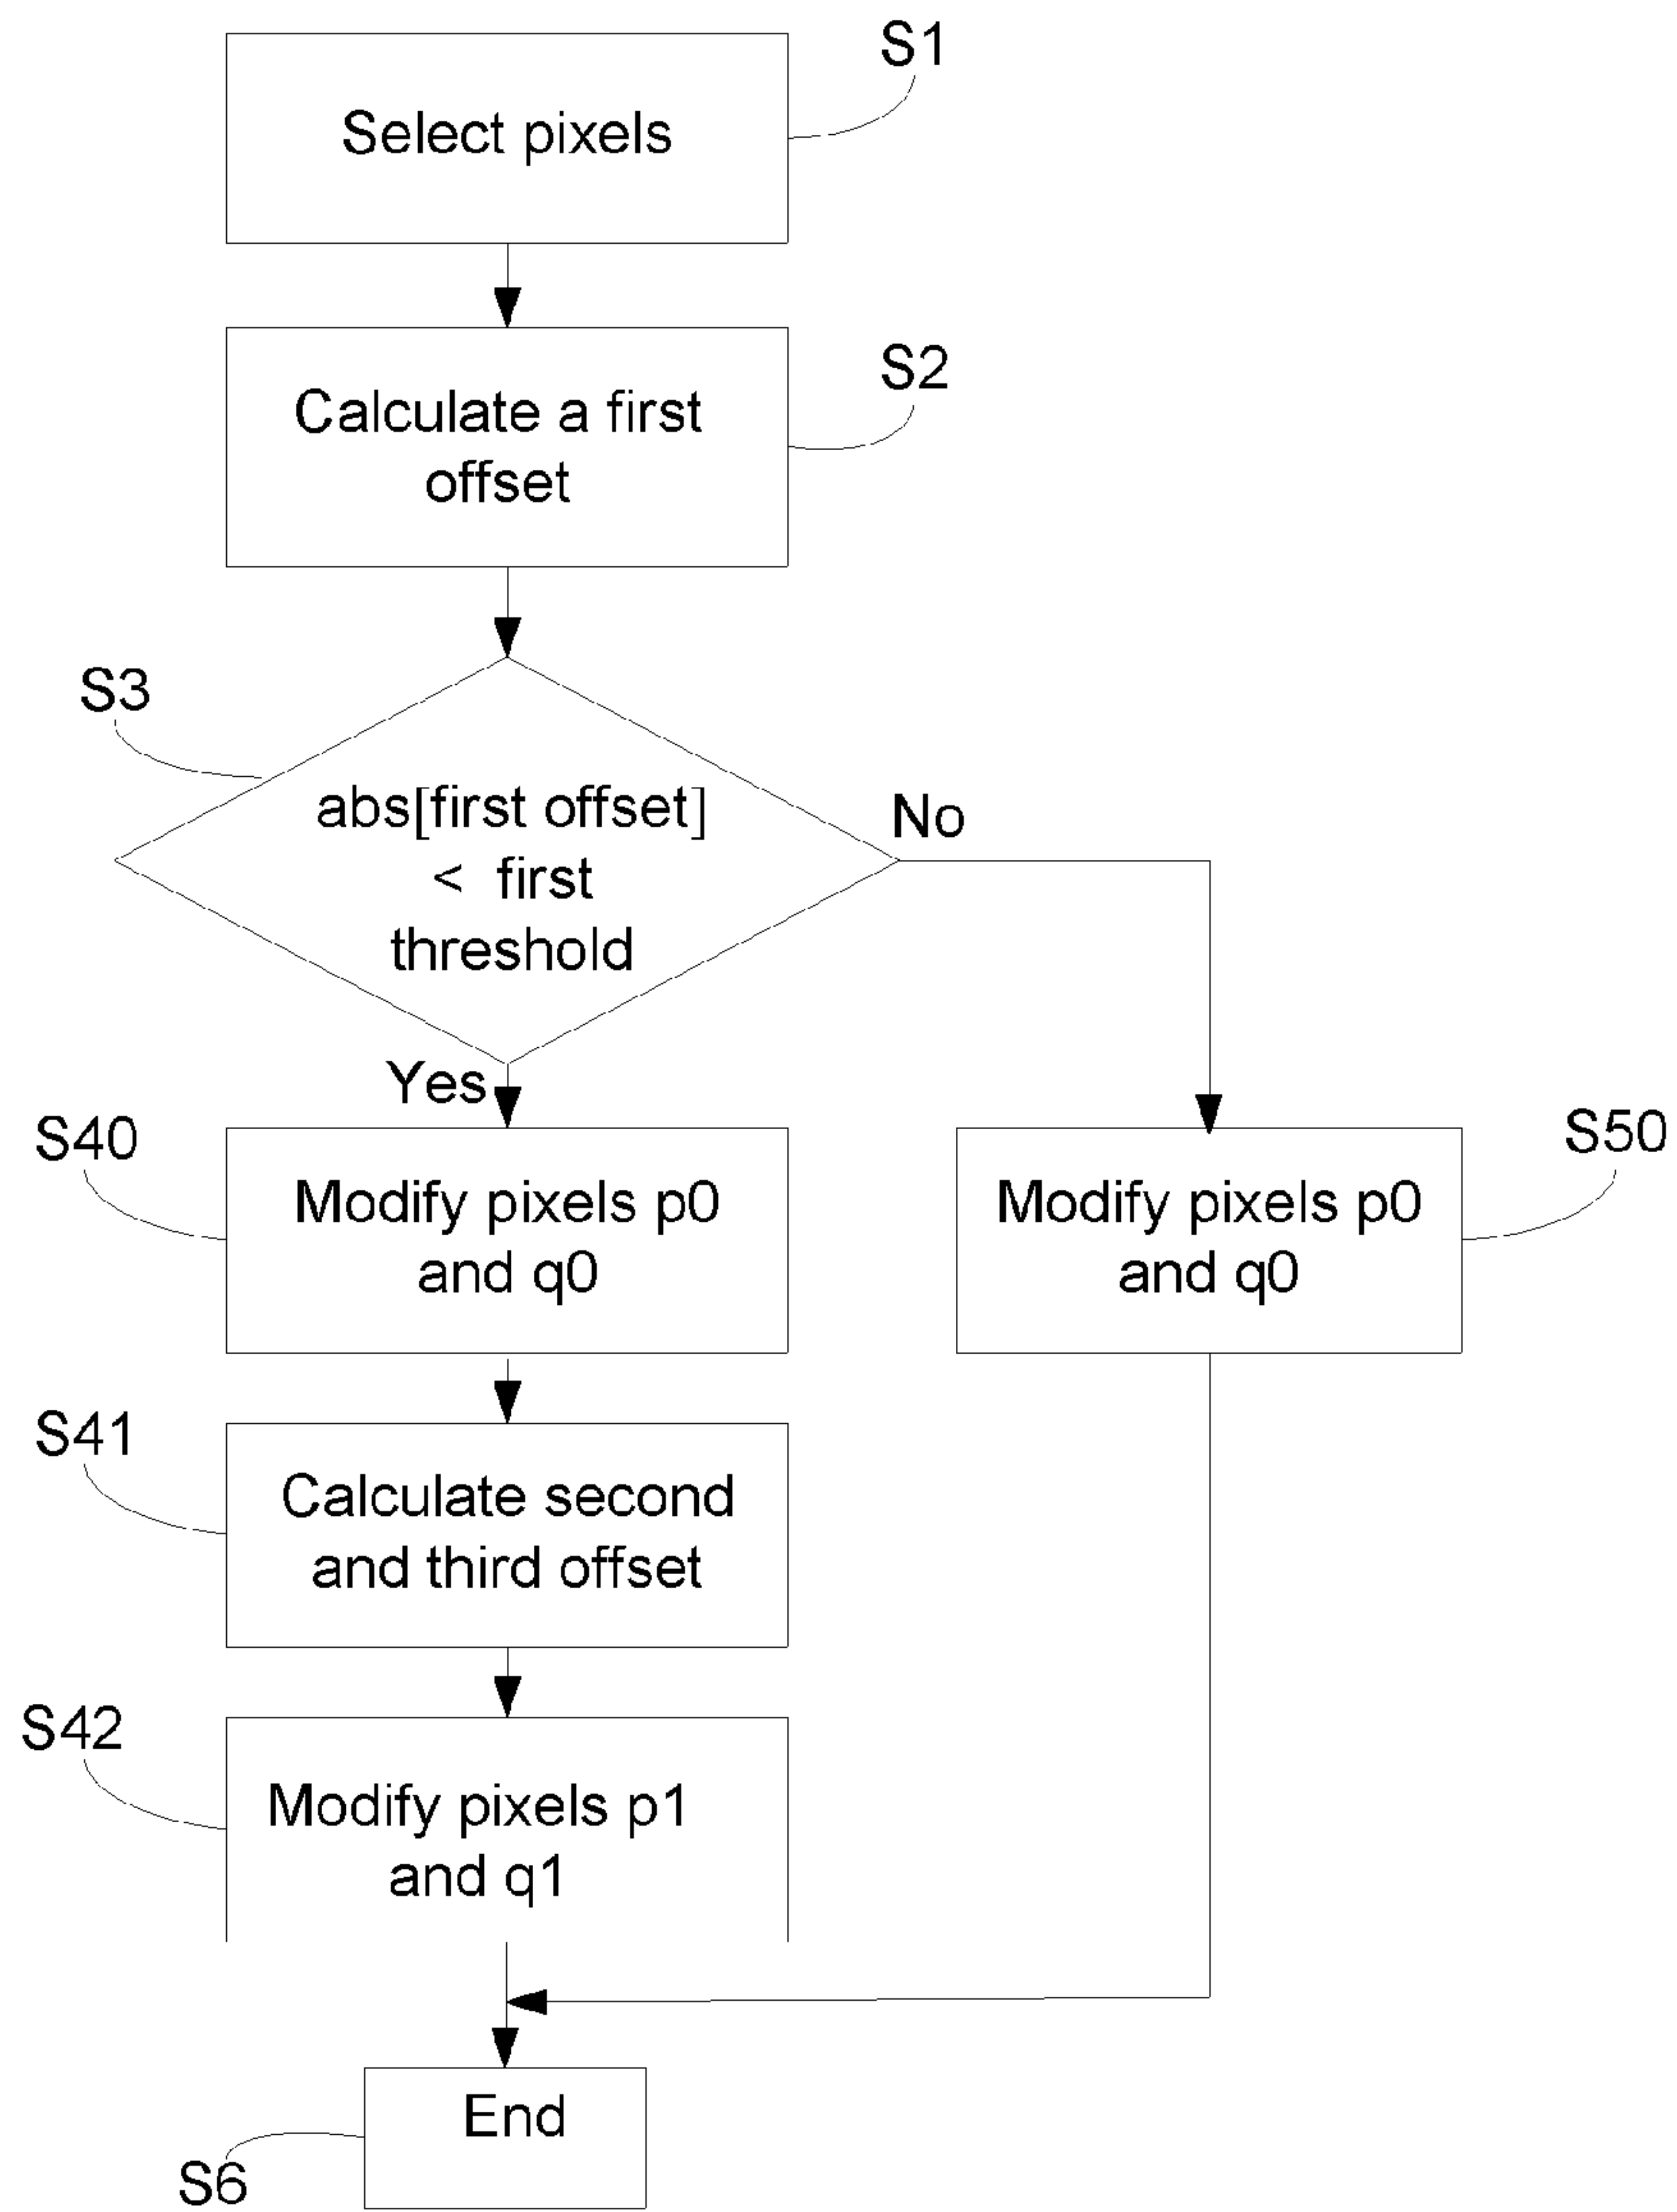 S1
Select pixels
S2
Calculate a first
offset
S3
abs[first offset]
< first
threshold
No
Yes
S40
Modify pixels p0
and q0
S50
Modify pixels p0
and q0
S41
Calculate second
and third offset
S42
Modify pixels p1
and q1
End
S6